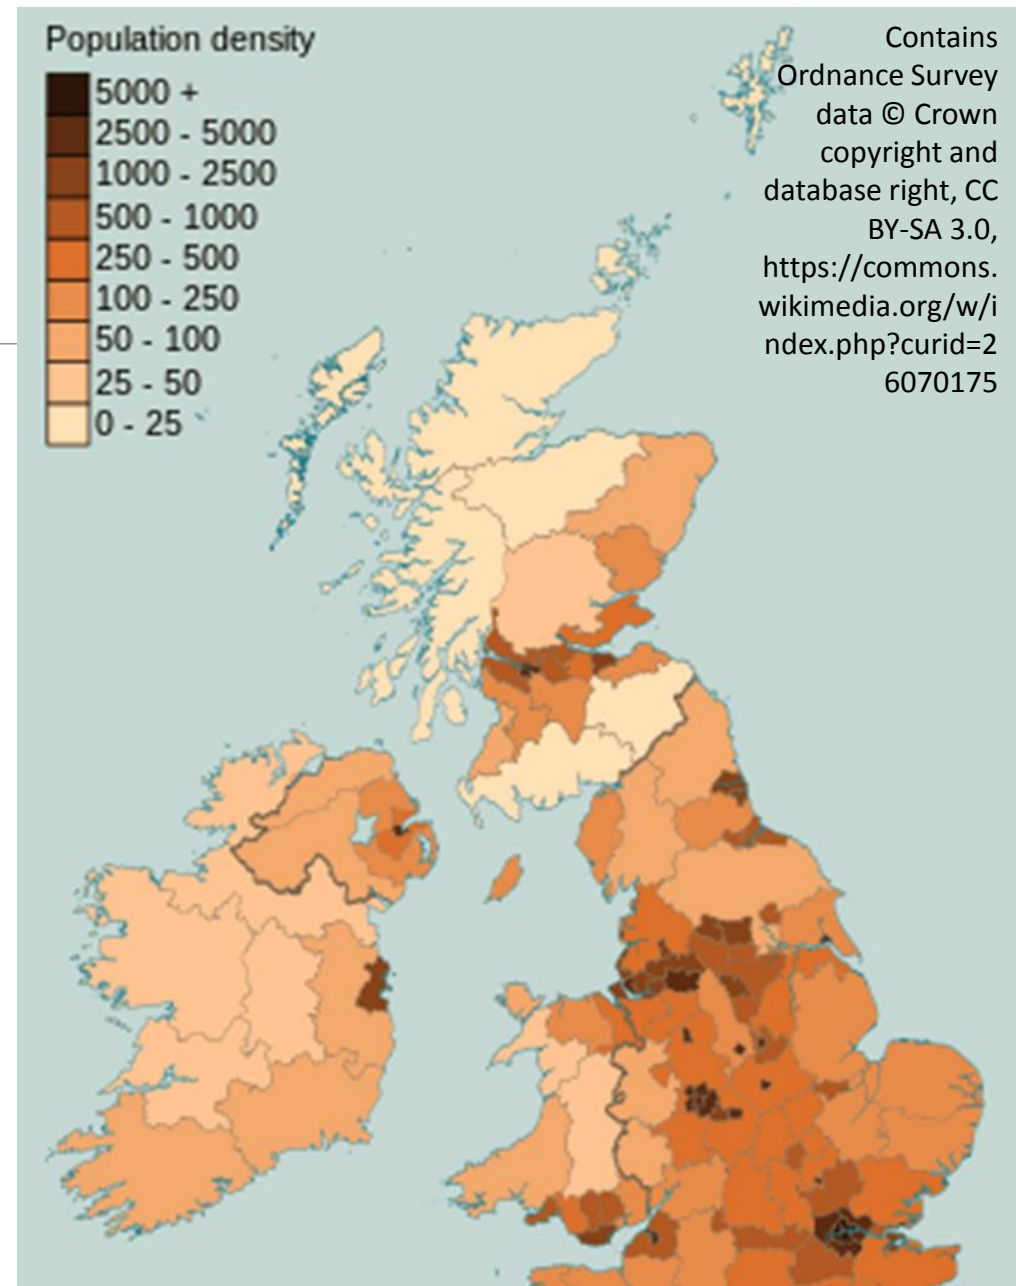 Population density
5000 +
2500 - 5000
1000 - 2500
500 - 1000
250 - 500
100 - 250
50 - 100
25 - 50
0 - 25
Contains
Ordnance Survey
data © Crown
copyright and
database right, CC
BY-SA 3.0,
https://commons.
wikimedia.org/w/i
ndex.php?curid=2
6070175